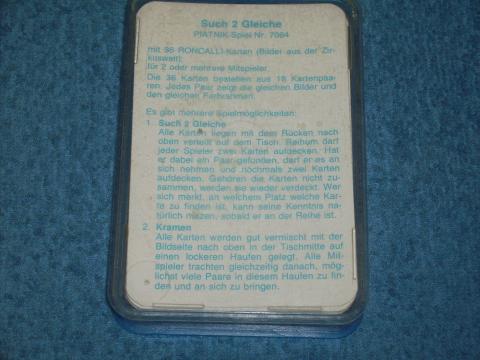 Such 2 Gleiche
PIATNIK-Spiel Nr. 7084
mit 36 RONCALLI-Karten (Bilder aus der Zir-
kuswelt)
für 2 oder mehrere Mitspieler.
Die 36 Karten bestehen aus 18 Kartenpaa-
ren. Jedes Paar zeigt die gleichen Bilder und
den gleichen Farbrahmen.
Es gibt mehrere Spielmöglichkeiten:
1. Such 2 Gleiche
Alle Karten liegen mit dem Rücken nach
oben verteilt auf dem Tisch. Reihum darf
jeder Spieler zwei Karten aufdecken. Hat
er dabei ein Paar gefunden, darf er es an
sich nehmen und nochmals zwei Karten
aufdecken. Gehören die Karten nicht zu-
sammen, werden sie wieder verdeckt. Wer
sich merkt, an welchem Platz welche Kar-
te zu finden ist, kann seine Kenntnis na-
türlich nützen, sobald er an der Reihe ist.
2. Kramen
Alle Karten werden gut vermischt mit der
Bildseite nach oben in der Tischmitte auf
einen lockeren Haufen gelegt. Alle Mit-
spieler trachten gleichzeitig danach, mög-
lichst viele Paare in diesem Haufen zu fin-
den und an sich zu bringen.